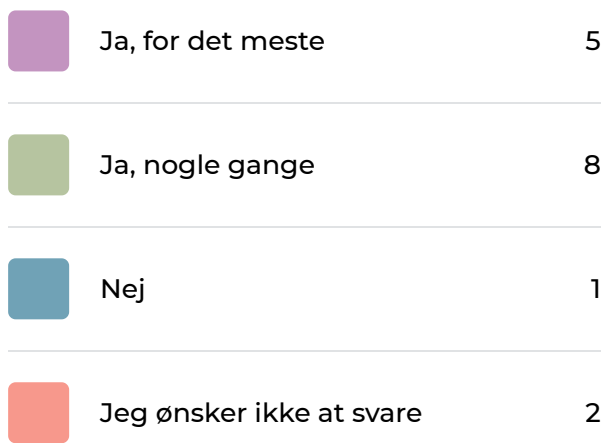 Ja, for det meste 5
Ja, nogle gange 8
Nej 1
Jeg ønsker ikke at svare 2